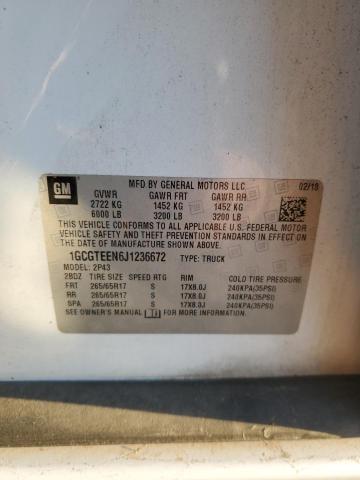 GM
MFD BY GENERAL MOTORS LLC 02/18
GVWR GAWR FRT GAWR RR
2722 KG 1452 KG 1452 KG
6000 LB 3200 LB 3200 LB
THIS VEHICLE CONFORMS TO ALL APPLICABLE U.S. FEDERAL MOTOR
VEHICLE SAFETY AND THEFT PREVENTION STANDARDS IN EFFECT ON THE DATE OF
MANUFACTURE SHOWN ABOVE.
1GCGTEEN6J1236672 TYPE: TRUCK
MODEL: 2P43
2BDZ TIRE SIZE SPEED RTG RIM COLD TIRE PRESSURE
FRT 265/65R17 S 17X8.0J 240KPA(35PSI)
RR 265/65R17 S 17X8.0J 240KPA(35PSI)
SPA 265/65R17 S 17X8.0J 240KPA(35PSI)
SEE OWNER'S MANUAL FOR ADDITIONAL INFORMATION